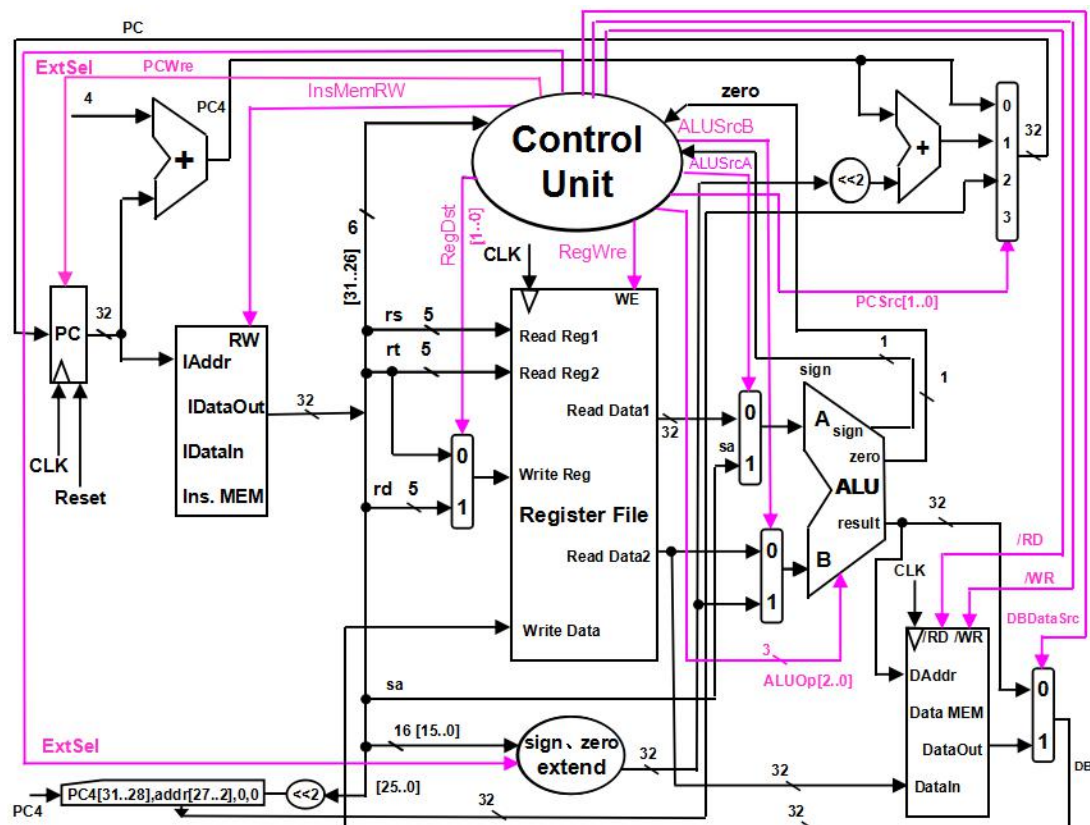 PC
ExtSel
PCWre
InsMemRW
4
PC4
+
Control
Unit
zero
ALUSrcB
ALUSrcA
<<2
+
0
1
2
3
32
6
[31..26]
RegDst
[1..0]
CLK
RegWre
PCSrc[1..0]
PC
32
CLK
Reset
RW
IAddr
IDataOut
IDataIn
Ins. MEM
32
rs 5
rt 5
rd 5
0
1
WE
Read Reg1
Read Reg2
Read Data1
Write Reg
Register File
Read Data2
Write Data
32
sa
0
1
0
1
sign
1
1
A
sign
zero
ALU
result
B
32
3
ALUOp[2..0]
/RD
/WR
CLK
DBDataSrc
/RD /WR
DAddr
Data MEM
DataOut
DataIn
0
1
DB
sa
16 [15..0]
ExtSel
sign、zero
extend
32
32
PC4
PC4[31..28],addr[27..2],0,0
<<2
[25..0]
32
32